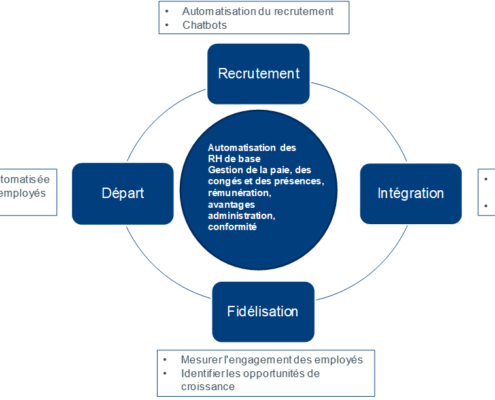 • Automatisation du recrutement
• Chatbots
Recrutement
Automatisation des
RH de base
Gestion de la paie, des
congés et des présences,
rémunération,
avantages
administration,
conformité
employés
Départ
Intégration
•
•
Fidélisation
• Mesurer l'engagement des employés
• Identifier les opportunités de
croissance